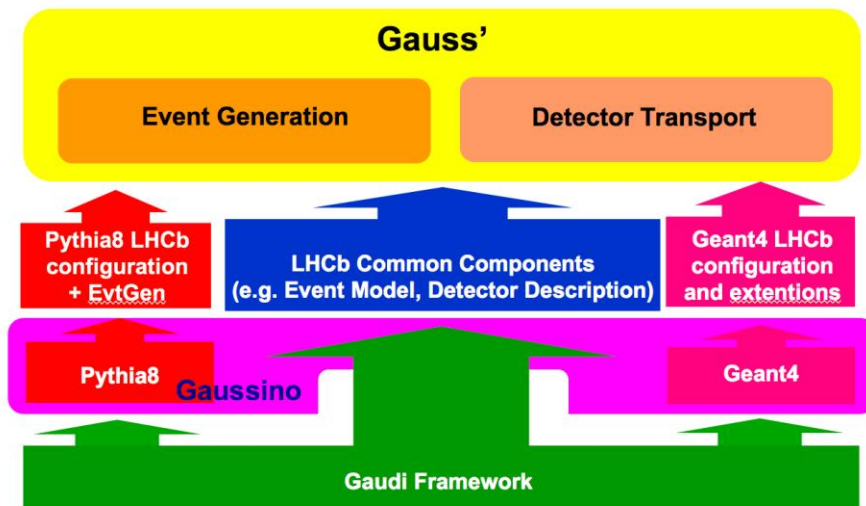 Gauss’
Event Generation
Detector Transport
Pythia8 LHCb
configuration
+ EvtGen
LHCb Common Components
(e.g. Event Model, Detector Description)
Geant4 LHCb
configuration
and extentions
Pythia8
Gaussino
Geant4
Gaudi Framework